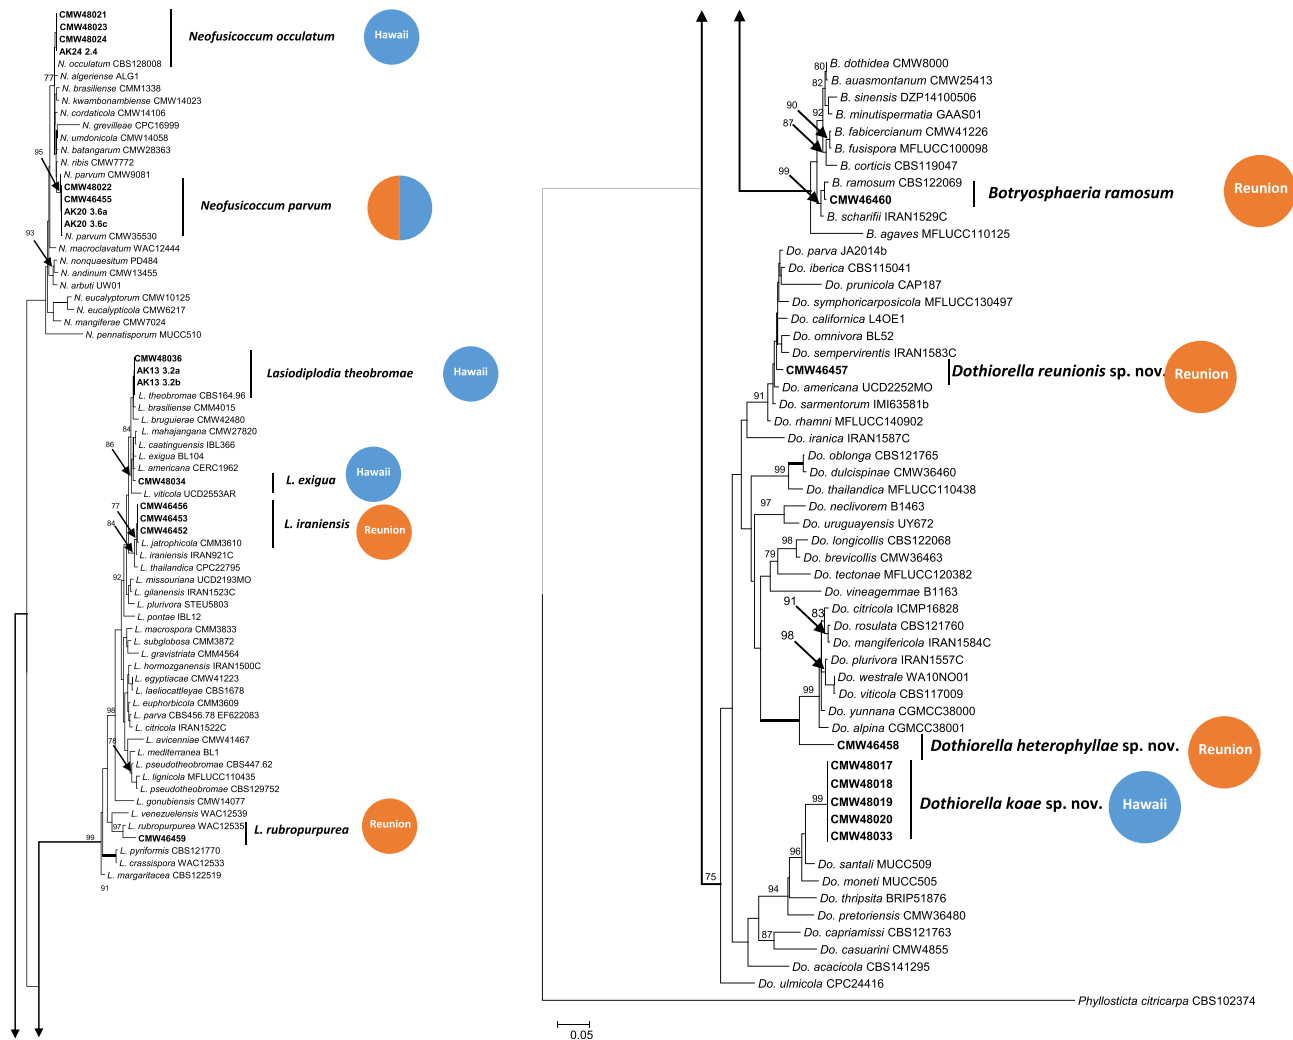 CMW48021
CMW48023
CMW48024
AK24 2.4
N. occulatum CBS128008
Neofusicoccum occulatum
Hawaii
77
N. algeriense ALG1
N. brasiliense CMM1338
N. kwambonambiense CMW14023
N. cordaticola CMW14106
N. grevilleae CPC16999
N. umdonicola CMW14058
N. batangarum CMW28363
95
N. ribis CMW7772
N. parvum CMW9081
CMW48022
CMW46455
AK20 3.6a
AK20 3.6c
N. parvum CMW35530
Neofusicoccum parvum
93
N. macroclavatum WAC12444
N. nonquaesitum PD484
N. andinum CMW13455
N. arbuti UW01
N. eucalyptorum CMW10125
N. eucalypticola CMW6217
N. mangiferae CMW7024
N. pennatisporum MUCC510
CMW48036
AK13 3.2a
AK13 3.2b
L. theobromae CBS164.96
Lasiodiplodia theobromae
Hawaii
L. brasiliense CMM4015
L. bruguierae CMW42480
84
L. mahajangana CMW27820
86
L. caatinguensis IBL366
L. exigua BL104
L. americana CERC1962
CMW48034
L. viticola UCD2553AR
L. exigua
Hawaii
77
CMW46456
CMW46453
84
CMW46452
L. jatrophicola CMM3610
L. iraniensis IRAN921C
L. iraniensis
Reunion
L. thailandica CPC22795
92
L. missouriana UCD2193MO
L. gilanensis IRAN1523C
L. plurivora STEU5803
L. pontae IBL12
L. macrospora CMM3833
L. subglobosa CMM3872
L. gravistriata CMM4564
L. hormozganensis IRAN1500C
L. egyptiacae CMW41223
L. laeliocattleyae CBS1678
L. euphorbicola CMM3609
98
L. parva CBS456.78 EF622083
L. citricola IRAN1522C
78
L. avicenniae CMW41467
L. mediterranea BL1
L. pseudotheobromae CBS447.62
L. lignicola MFLUCC110435
L. pseudotheobromae CBS129752
L. gonubiensis CMW14077
L. venezuelensis WAC12539
97
L. rubropurpurea WAC12535
CMW46459
L. rubropurpurea
Reunion
99
L. pyriformis CBS121770
L. crassispora WAC12533
L. margaritacea CBS122519
91
80
B. dothidea CMW8000
82
B. auasmontanum CMW25413
B. sinensis DZP14100506
90
92
B. minutispermatia GAAS01
87
B. fabicercianum CMW41226
B. fusispora MFLUCC100098
B. corticis CBS119047
99
B. ramosum CBS122069
CMW46460
Botryosphaeria ramosum
Reunion
B. scharifii IRAN1529C
B. agaves MFLUCC110125
Do. parva JA2014b
Do. iberica CBS115041
Do. prunicola CAP187
Do. symphoricarposicola MFLUCC130497
Do. californica L4OE1
Do. omnivora BL52
Do. sempervirentis IRAN1583C
CMW46457
Dothiorella reunionis sp. nov.
Reunion
Do. americana UCD2252MO
91
Do. sarmentorum IMI63581b
Do. rhamni MFLUCC140902
Do. iranica IRAN1587C
Do. oblonga CBS121765
99
Do. dulcispinae CMW36460
Do. thailandica MFLUCC110438
97
Do. neclivorem B1463
Do. uruguayensis UY672
98
Do. longicollis CBS122068
79
Do. brevicollis CMW36463
Do. tectonae MFLUCC120382
Do. vineagemmae B1163
91
83
Do. citricola ICMP16828
Do. rosulata CBS121760
98
Do. mangifericola IRAN1584C
Do. plurivora IRAN1557C
Do. westrale WA10NO01
99
Do. viticola CBS117009
Do. yunnana CGMCC38000
Do. alpina CGMCC38001
CMW46458
Dothiorella heterophyllae sp. nov.
Reunion
CMW48017
CMW48018
99
CMW48019
CMW48020
CMW48033
Dothiorella koae sp. nov.
Hawaii
96
Do. santali MUCC509
75
Do. moneti MUCC505
94
Do. thripsita BRIP51876
Do. pretoriensis CMW36480
87
Do. capriamissi CBS121763
Do. casuarini CMW4855
Do. acacicola CBS141295
Do. ulmicola CPC24416
Phyllosticta citricarpa CBS102374
0.05